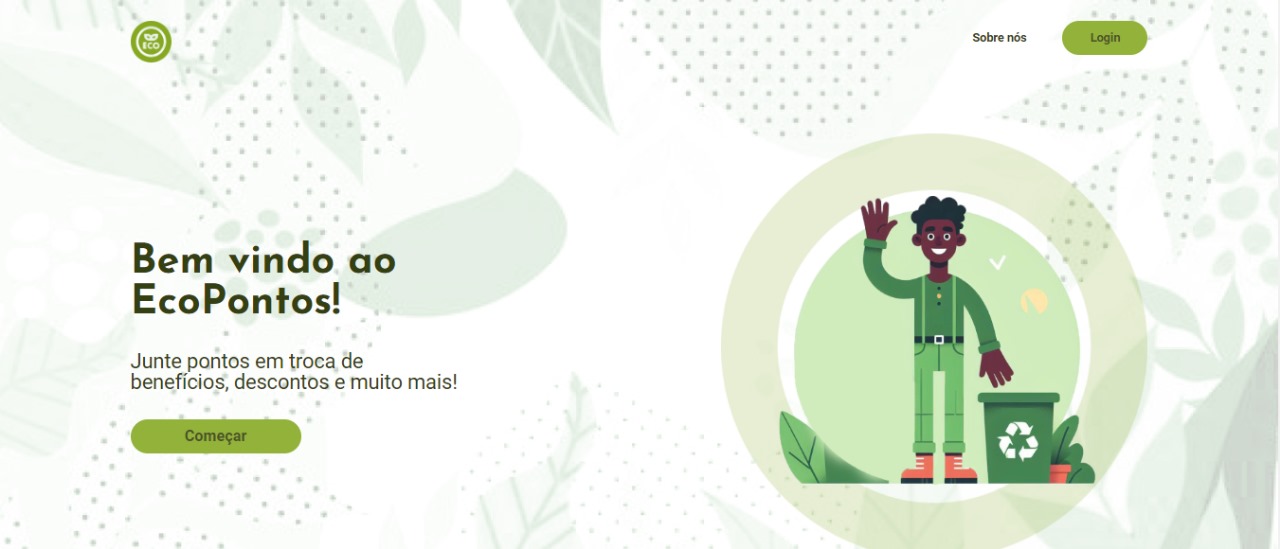 ECO
Sobre nós
Login
Bem vindo ao
EcoPontos!
Junte pontos em troca de
benefícios, descontos e muito mais!
Começar